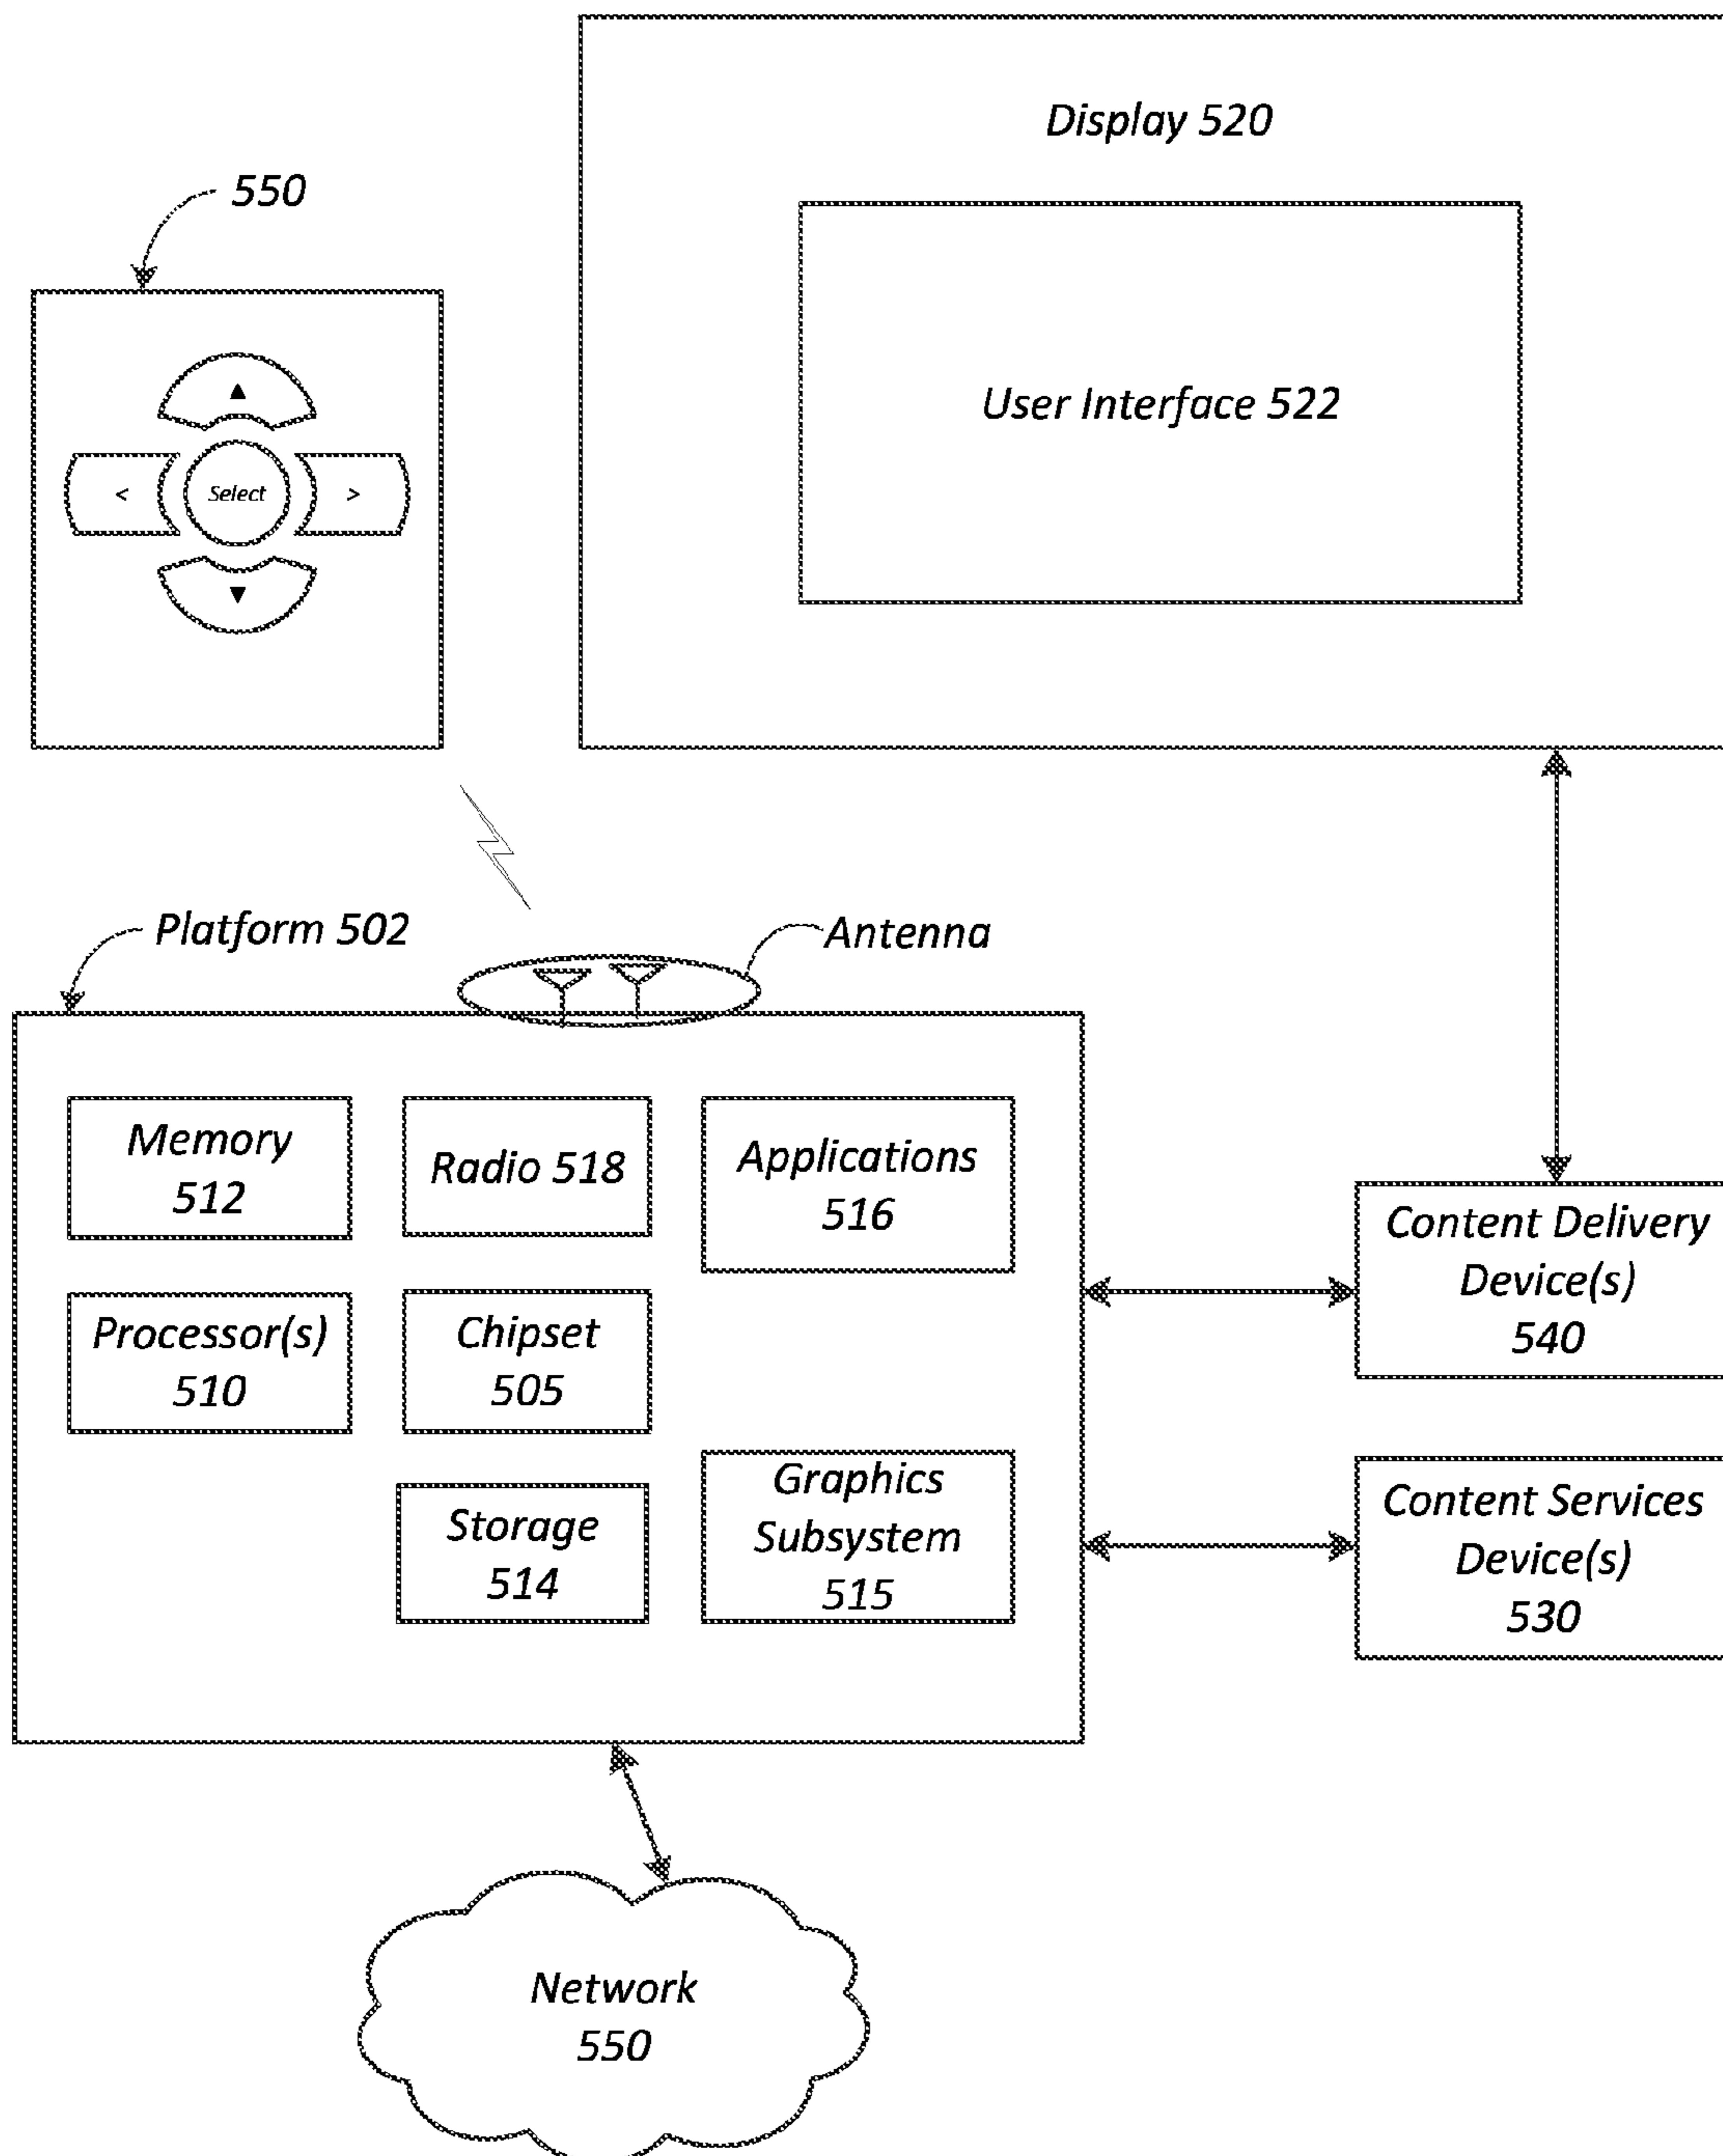 Display 520
550
User Interface 522
▲
<
Select
>
▼
Platform 502
Antenna
Memory
512
Radio 518
Applications
516
Processor(s)
510
Chipset
505
Storage
514
Graphics
Subsystem
515
Content Delivery
Device(s)
540
Content Services
Device(s)
530
Network
550